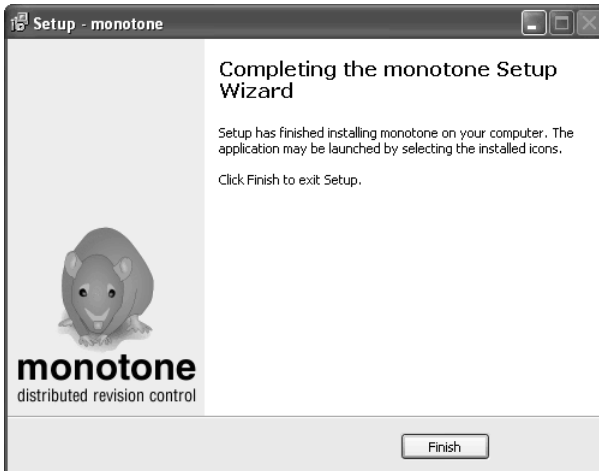 Setup - monotone
Completing the monotone Setup
Wizard
Setup has finished installing monotone on your computer. The
application may be launched by selecting the installed icons.
Click Finish to exit Setup.
monotone
distributed revision control
Finish